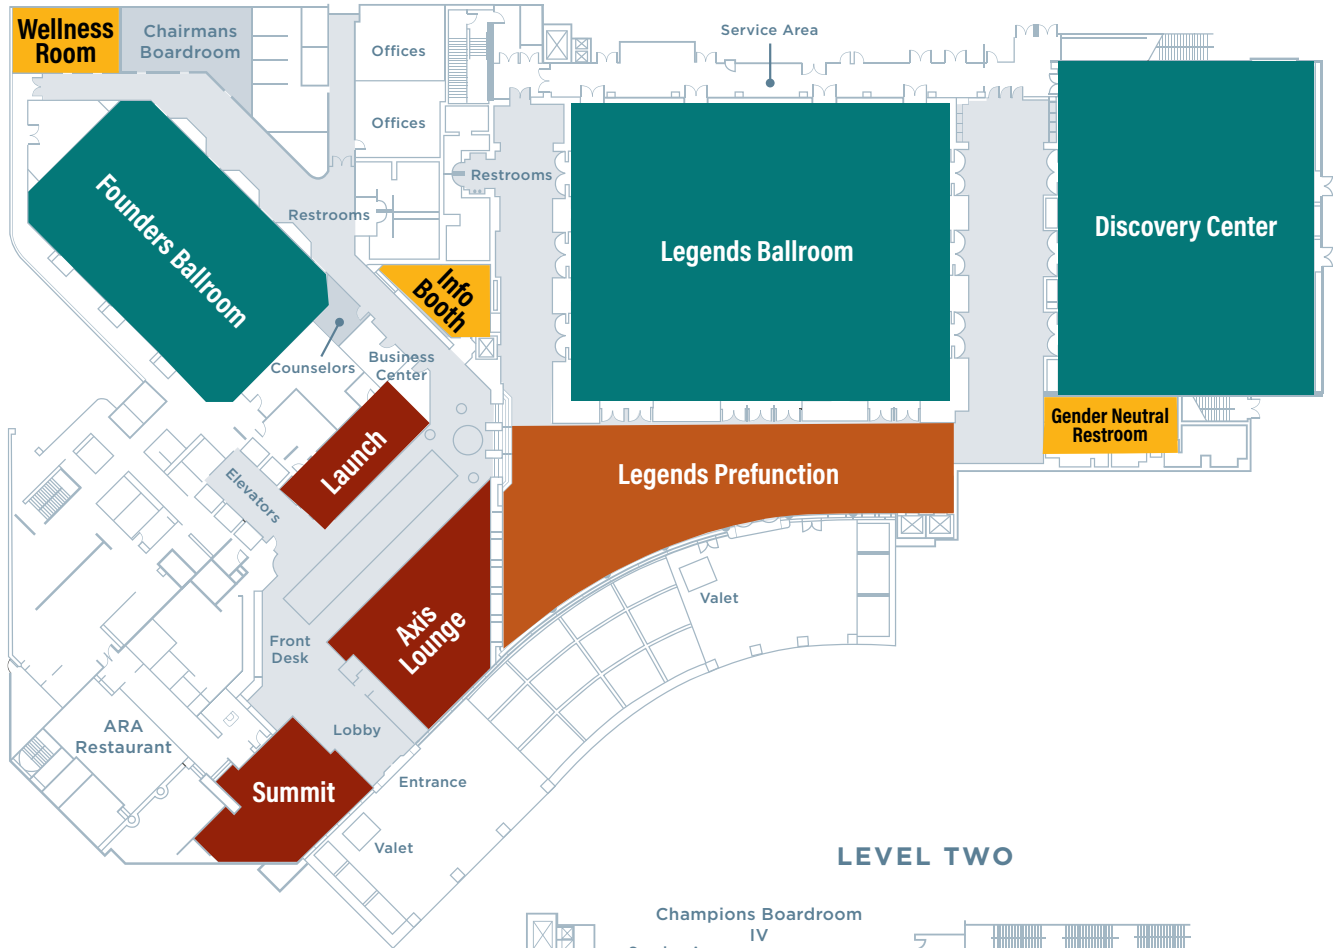 Wellness
Room
Chairmans
Boardroom
Offices
Service Area
Offices
Restrooms
Restrooms
Founders Ballroom
Legends Ballroom
Discovery Center
Info
Booth
Counselors
Business
Center
Gender Neutral
Restroom
Launch
Legends Prefunction
Elevators
Axis
Lounge
Valet
Front
Desk
ARA
Restaurant
Lobby
Entrance
Summit
Valet
LEVEL TWO
Champions Boardroom
IV